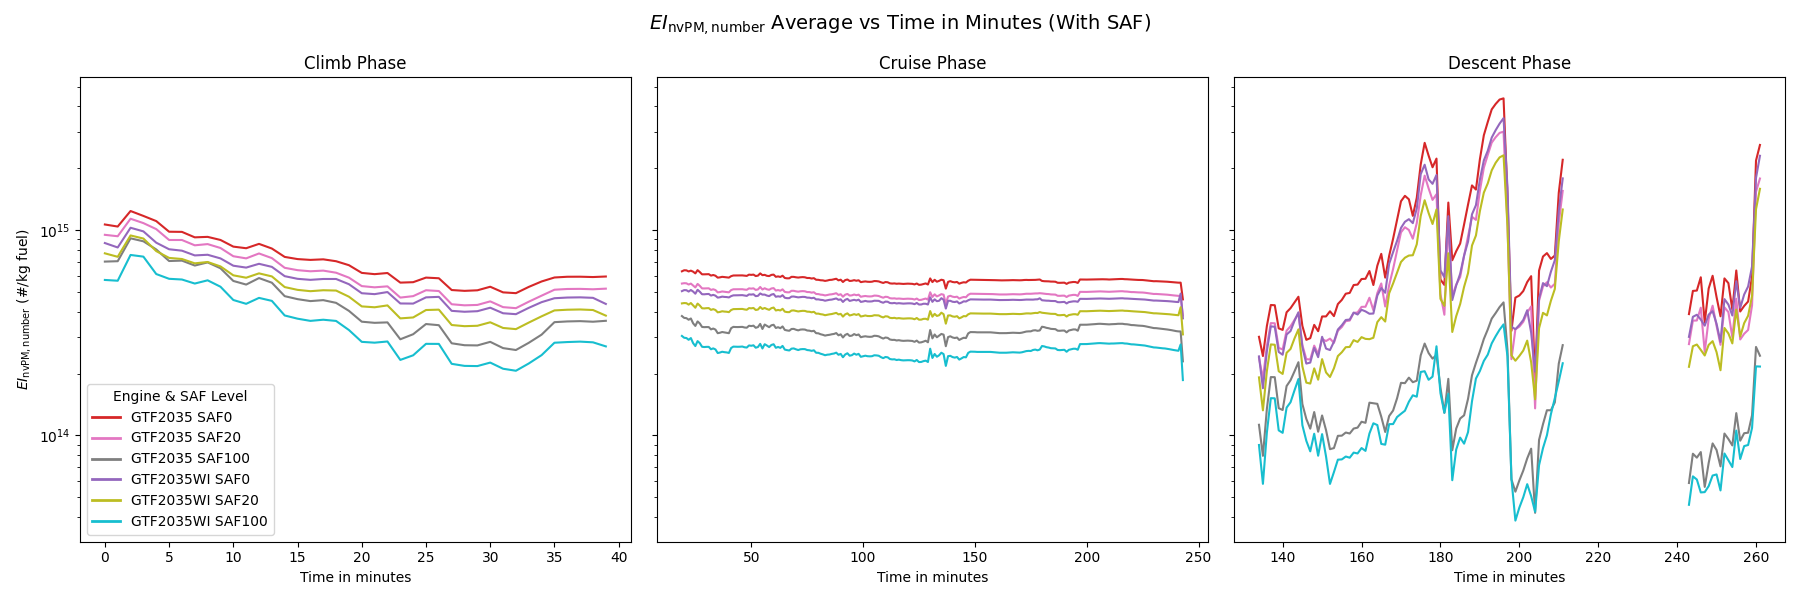 EI_nvPM, number Average vs Time in Minutes (With SAF)
Climb Phase
Cruise Phase
Descent Phase
EI_nvPM, number (#/kg fuel)
10^15
10^14
Engine & SAF Level
GTF2035 SAF0
GTF2035 SAF20
GTF2035 SAF100
GTF2035WI SAF0
GTF2035WI SAF20
GTF2035WI SAF100
0 5 10 15 20 25 30 35 40
50 100 150 200 250
140 160 180 200 220 240 260
Time in minutes
Time in minutes
Time in minutes